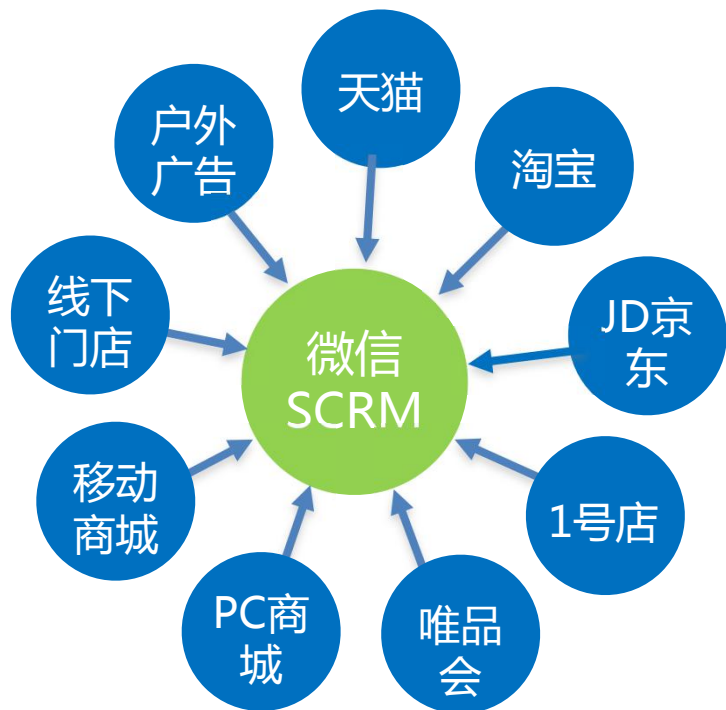 天猫
户外
广告
淘宝
线下
门店
JD京
东
微信
SCRM
移动
商城
1号店
PC商
城
唯品
会